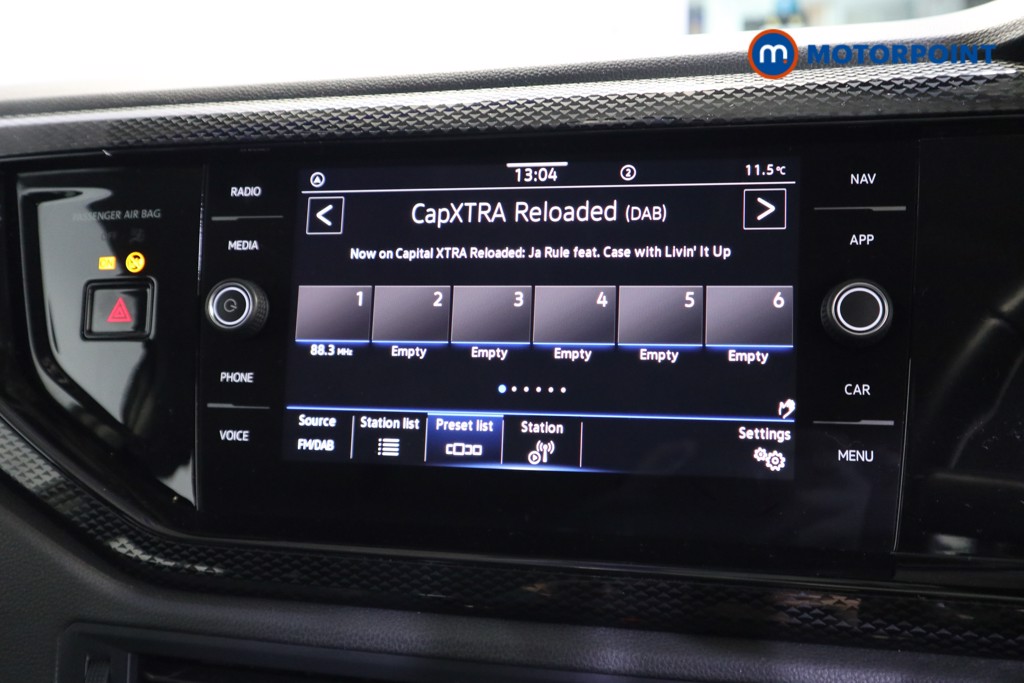 m MOTORPOINT
PASSENGER AIR BAG
ON
RADIO
MEDIA
PHONE
VOICE
13:04
2
11.5°C
CapXTRA Reloaded (DAB)
Now on Capital XTRA Reloaded: Ja Rule feat. Case with Livin' It Up
1 2 3 4 5 6
88.3 MHz Empty Empty Empty Empty Empty
Source Station list Preset list Station Settings
FM/DAB
NAV
APP
CAR
MENU